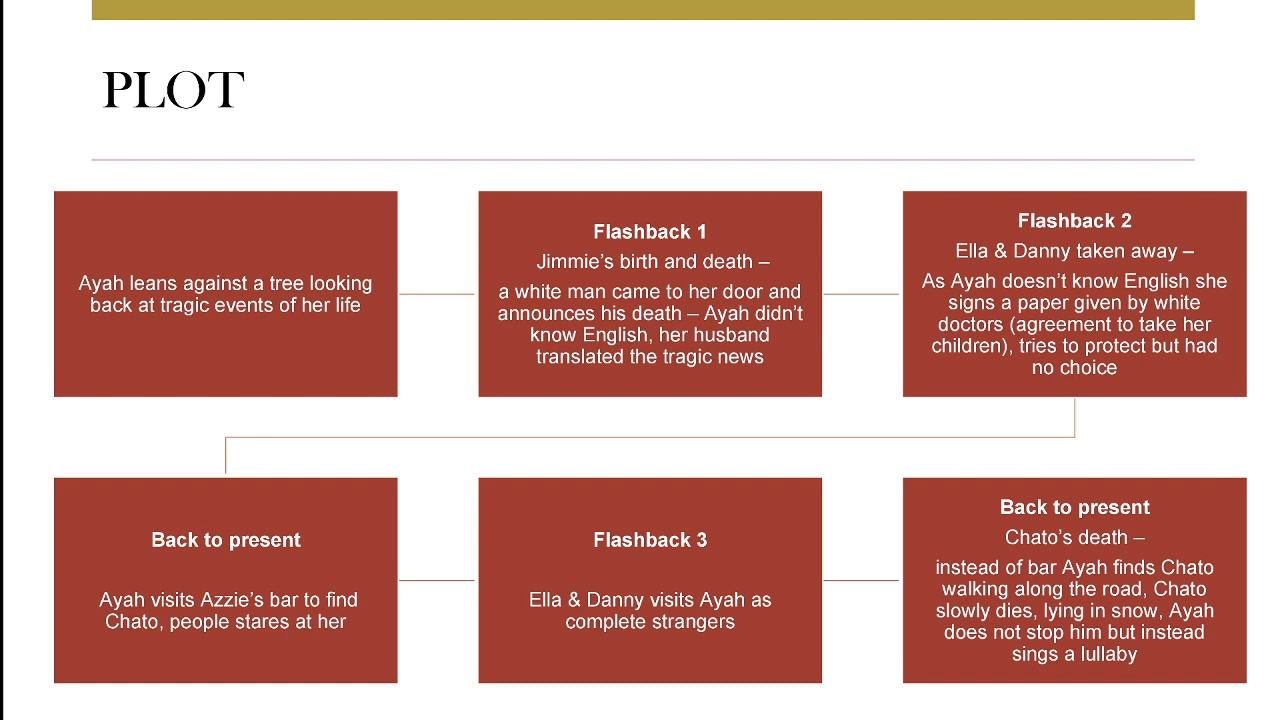 PLOT
Ayah leans against a tree looking
back at tragic events of her life
Flashback 1
Jimmie's birth and death –
a white man came to her door and
announces his death – Ayah didn't
know English, her husband
translated the tragic news
Flashback 2
Ella & Danny taken away –
As Ayah doesn't know English she
signs a paper given by white
doctors (agreement to take her
children), tries to protect but had
no choice
Back to present
Ayah visits Azzie's bar to find
Chato, people stares at her
Flashback 3
Ella & Danny visits Ayah as
complete strangers
Back to present
Chato's death –
instead of bar Ayah finds Chato
walking along the road, Chato
slowly dies, lying in snow, Ayah
does not stop him but instead
sings a lullaby